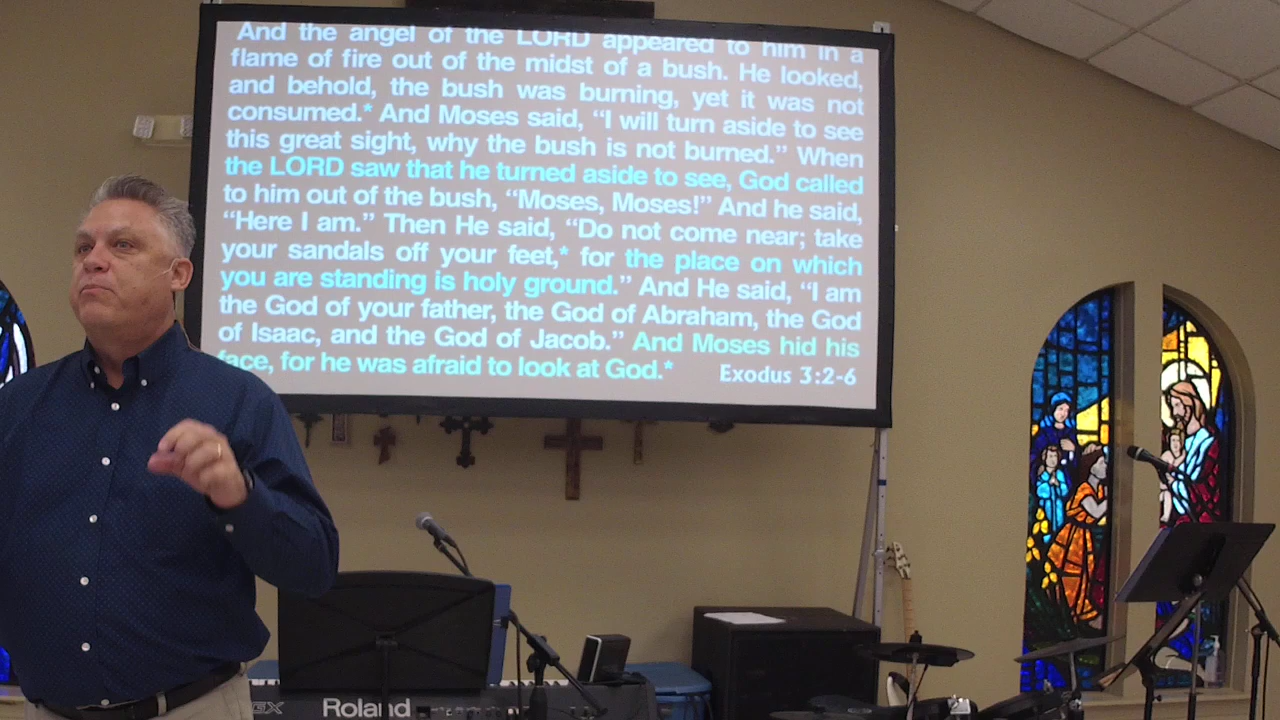 And the angel of the LORD appeared to him in a
flame of fire out of the midst of a bush. He looked,
and behold, the bush was burning, yet it was not
consumed.* And Moses said, “I will turn aside to see
this great sight, why the bush is not burned.” When
the LORD saw that he turned aside to see, God called
to him out of the bush, “Moses, Moses!” And he said,
“Here I am.” Then He said, “Do not come near; take
your sandals off your feet,* for the place on which
you are standing is holy ground.” And He said, “I am
the God of your father, the God of Abraham, the God
of Isaac, and the God of Jacob.” And Moses hid his
face, for he was afraid to look at God.* Exodus 3:2-6
Roland